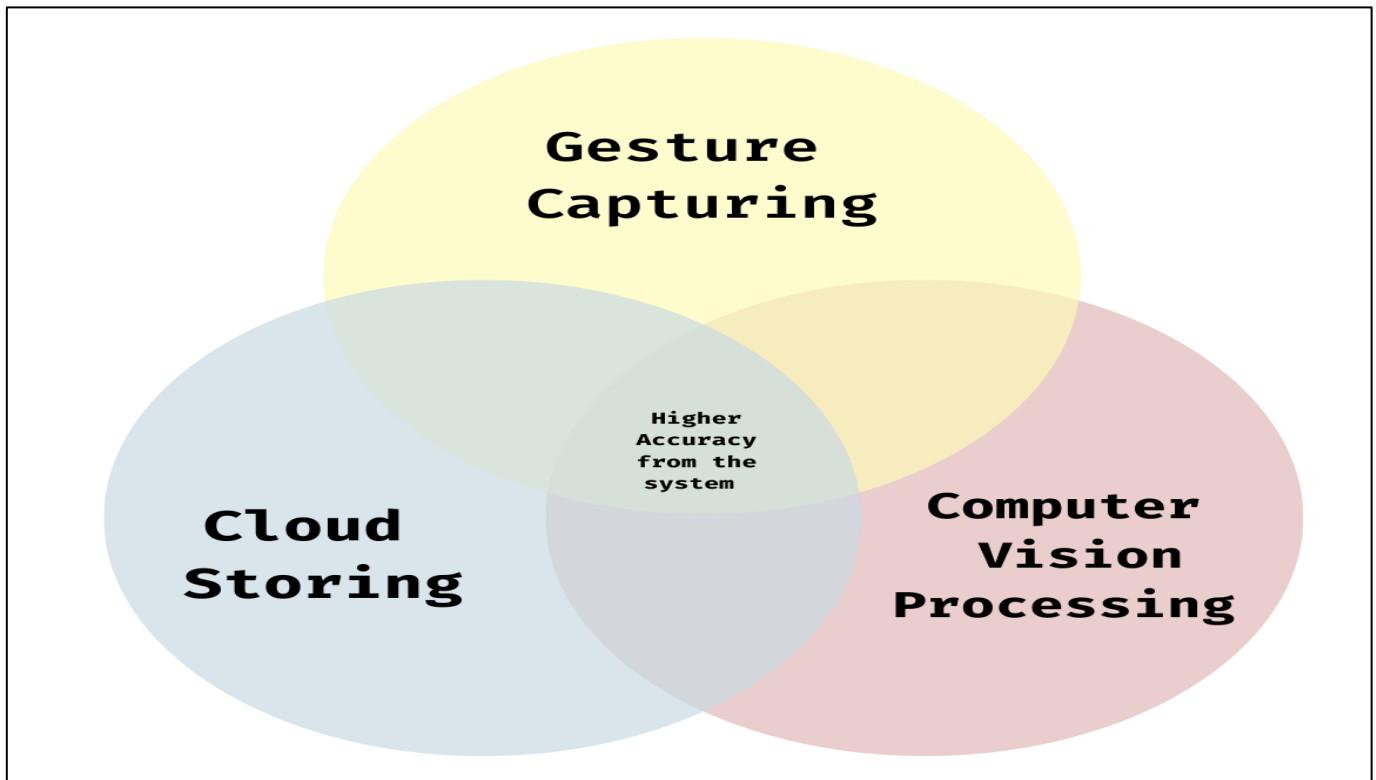 Gesture
Capturing
Higher
Accuracy
from the
system
Cloud
Storing
Computer
Vision
Processing